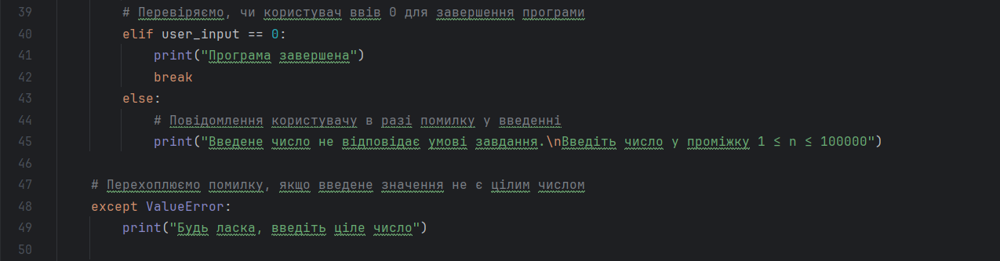 39 # Перевіряємо, чи користувач ввів 0 для завершення програми
40 elif user_input == 0:
41 print("Програма завершена")
42 break
43 else:
44 # Повідомлення користувачу в разі помилку у введенні
45 print("Введене число не відповідає умові завдання.\nВведіть число у проміжку 1 ≤ n ≤ 100000")
46
47 # Перехоплюємо помилку, якщо введене значення не є цілим числом
48 except ValueError:
49 print("Будь ласка, введіть ціле число")
50